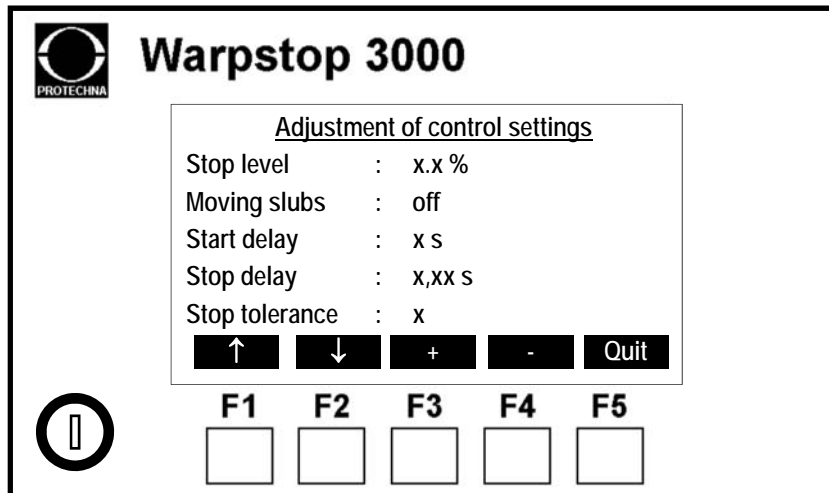 PROTECHNA
Warpstop 3000
Adjustment of control settings
Stop level : x.x %
Moving slubs : off
Start delay : x s
Stop delay : x,xx s
Stop tolerance : x
↑ ↓ + - Quit
F1 F2 F3 F4 F5